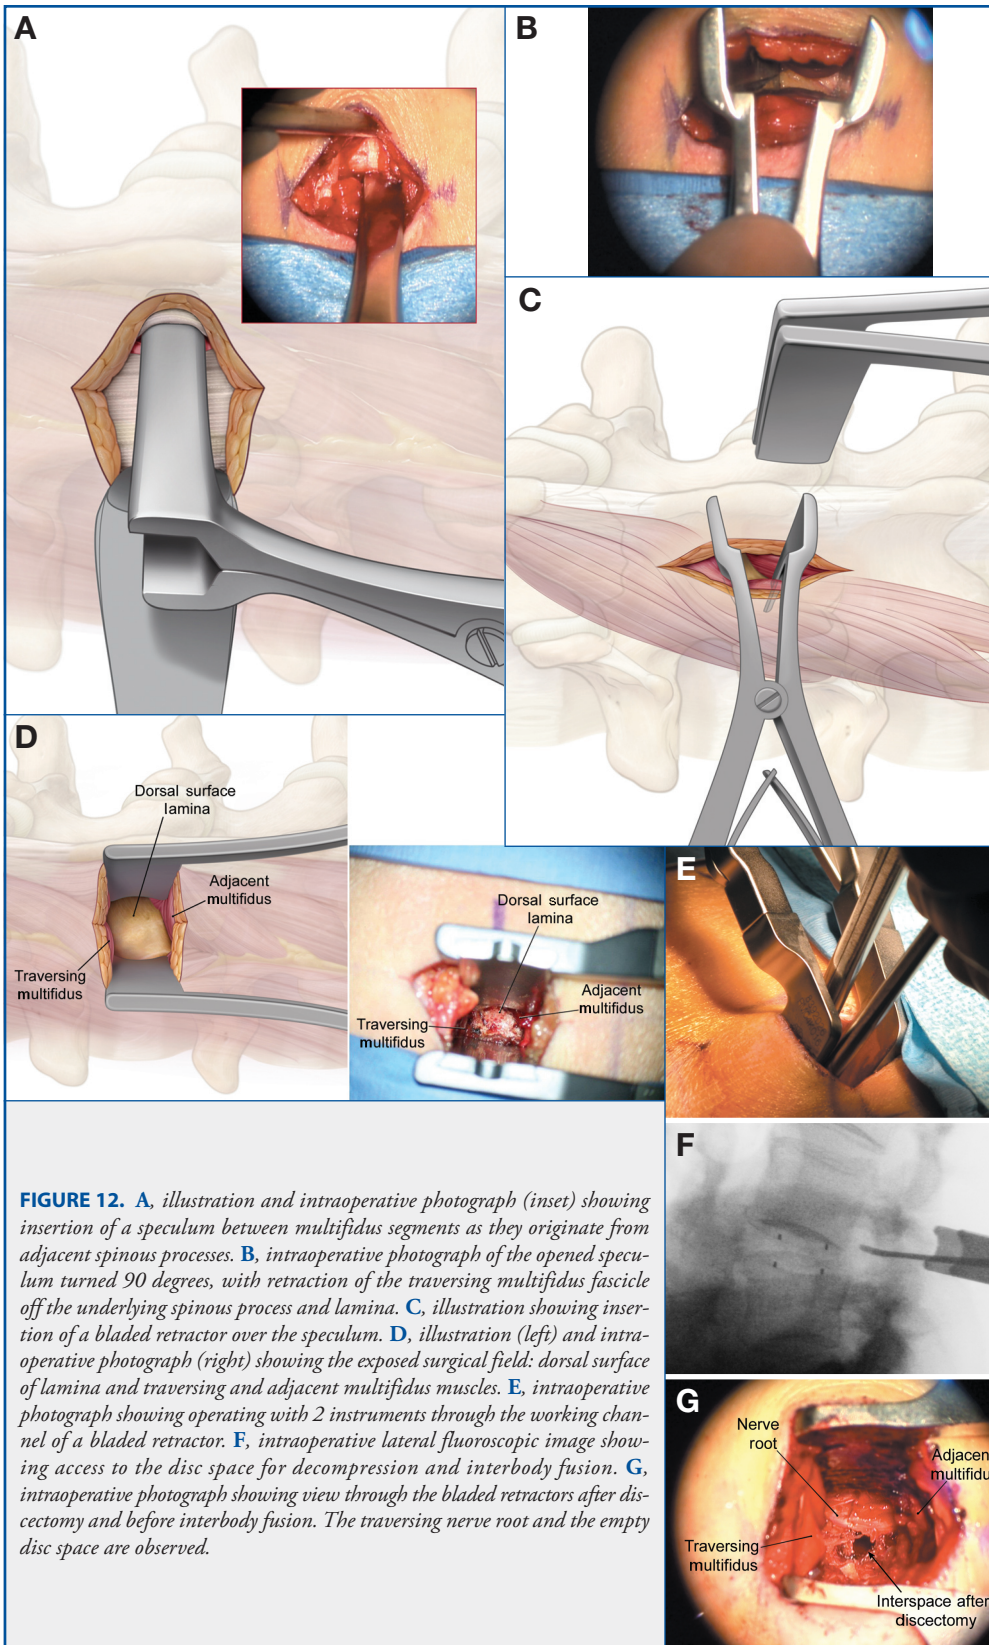 A
B
C
D
Dorsal surface
lamina
Adjacent
multifidus
Traversing
multifidus
Dorsal surface
lamina
Adjacent
multifidus
Traversing
multifidus
E
F
G
Nerve
root
Adjacen
multifidu
Traversing
multifidus
Interspace after
discectomy
FIGURE 12. A, illustration and intraoperative photograph (inset) showing
insertion of a speculum between multifidus segments as they originate from
adjacent spinous processes. B, intraoperative photograph of the opened specu-
lum turned 90 degrees, with retraction of the traversing multifidus fascicle
off the underlying spinous process and lamina. C, illustration showing inser-
tion of a bladed retractor over the speculum. D, illustration (left) and intra-
operative photograph (right) showing the exposed surgical field: dorsal surface
of lamina and traversing and adjacent multifidus muscles. E, intraoperative
photograph showing operating with 2 instruments through the working chan-
nel of a bladed retractor. F, intraoperative lateral fluoroscopic image show-
ing access to the disc space for decompression and interbody fusion. G,
intraoperative photograph showing view through the bladed retractors after dis-
cectomy and before interbody fusion. The traversing nerve root and the empty
disc space are observed.